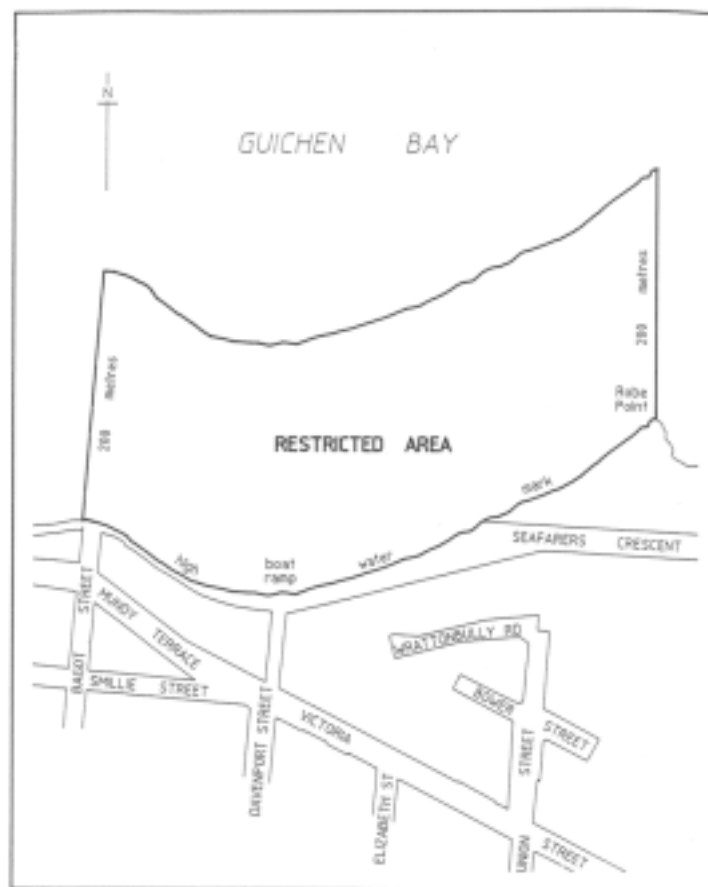 N
GUICHEN BAY
200 metres
200 metres
Robe
Point
RESTRICTED AREA
high water mark
boat
ramp
SEAFARERS CRESCENT
BAGOT STREET
MUNDY TERRACE
SMILLIE STREET
DAVENPORT STREET
VICTORIA STREET
ELIZABETH ST
WRATTONBULLY RD
BOWER STREET
UNION STREET